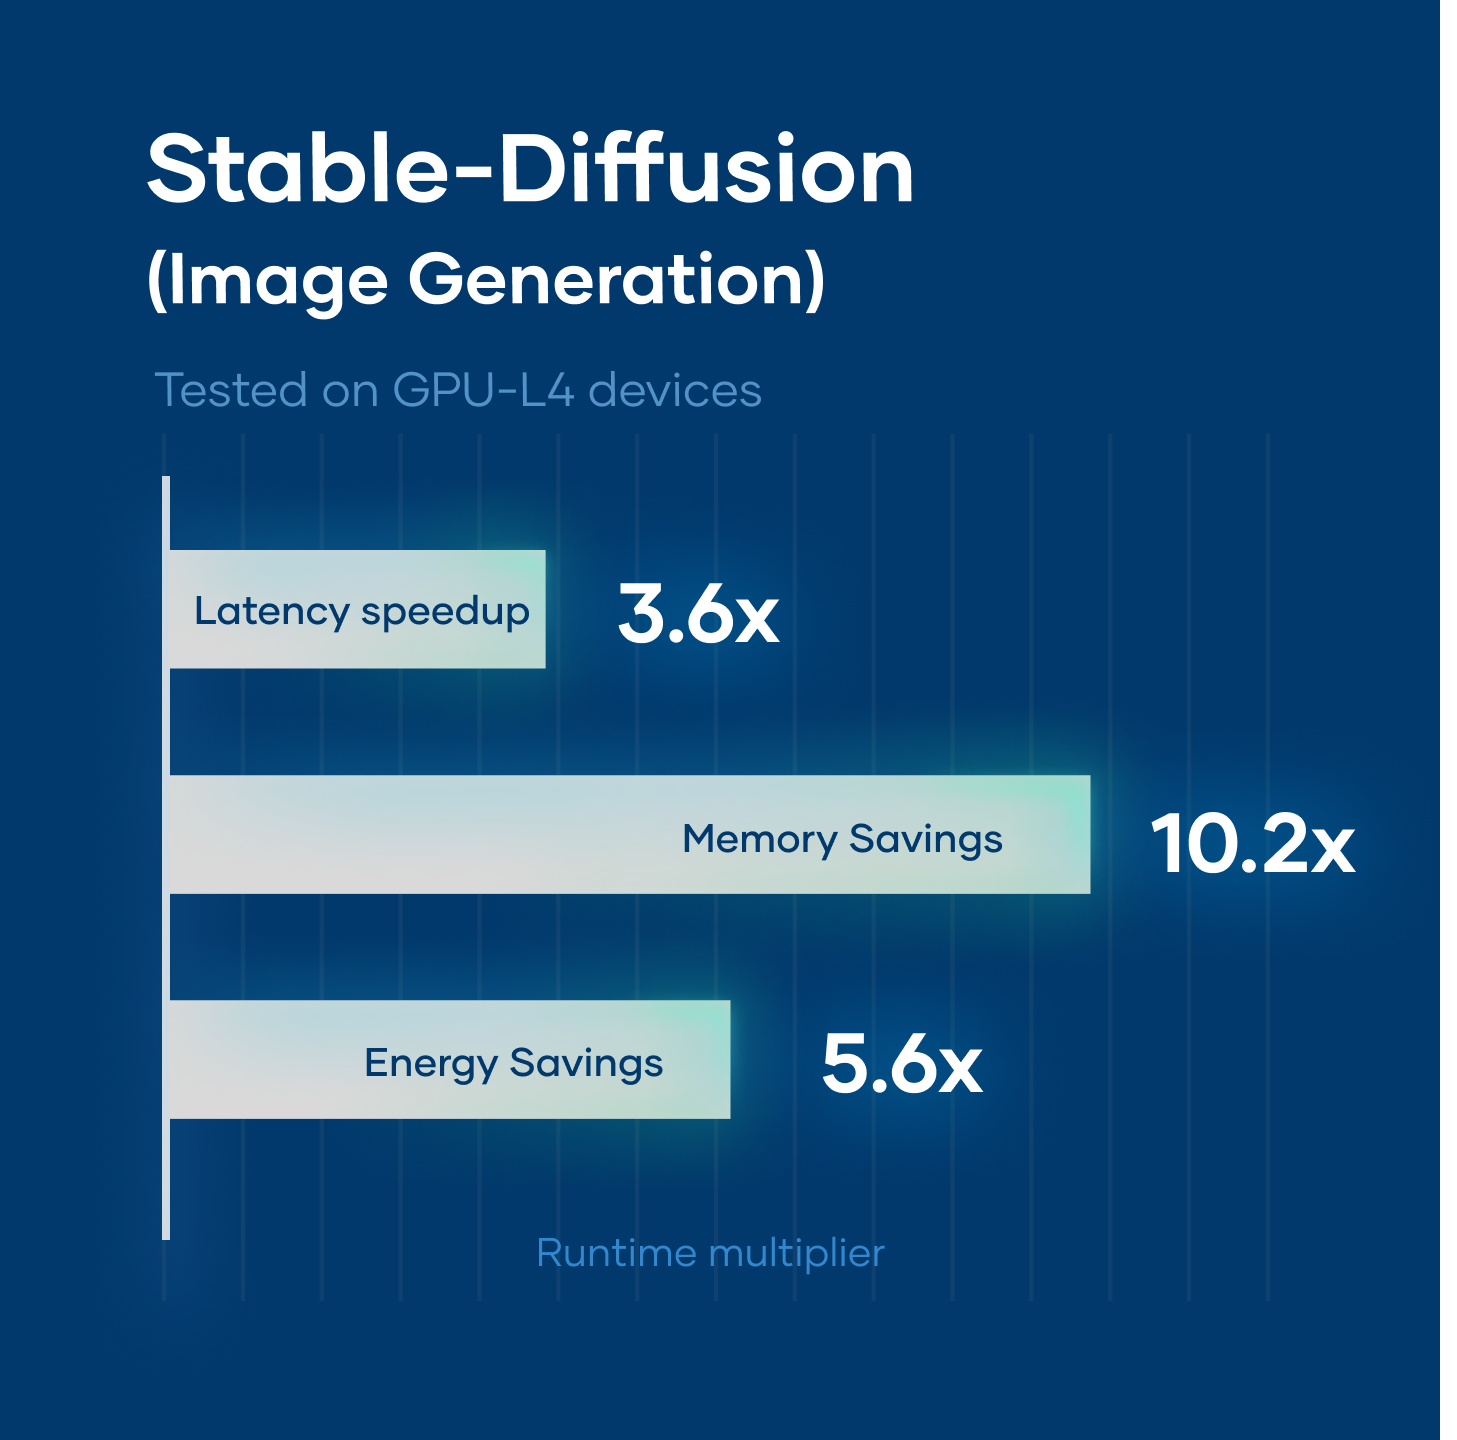 Stable-Diffusion
(Image Generation)
Tested on GPU-L4 devices
Latency speedup 3.6x
Memory Savings 10.2x
Energy Savings 5.6x
Runtime multiplier